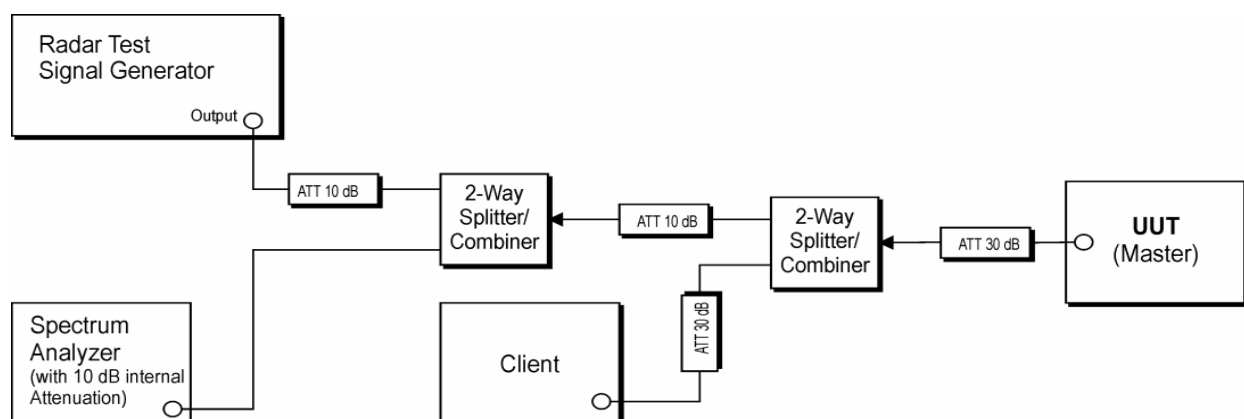 Radar Test
Signal Generator
Output
ATT 10 dB
2-Way
Splitter/
Combiner
ATT 10 dB
2-Way
Splitter/
Combiner
ATT 30 dB
UUT
(Master)
Spectrum
Analyzer
(with 10 dB internal
Attenuation)
Client
ATT 30 dB